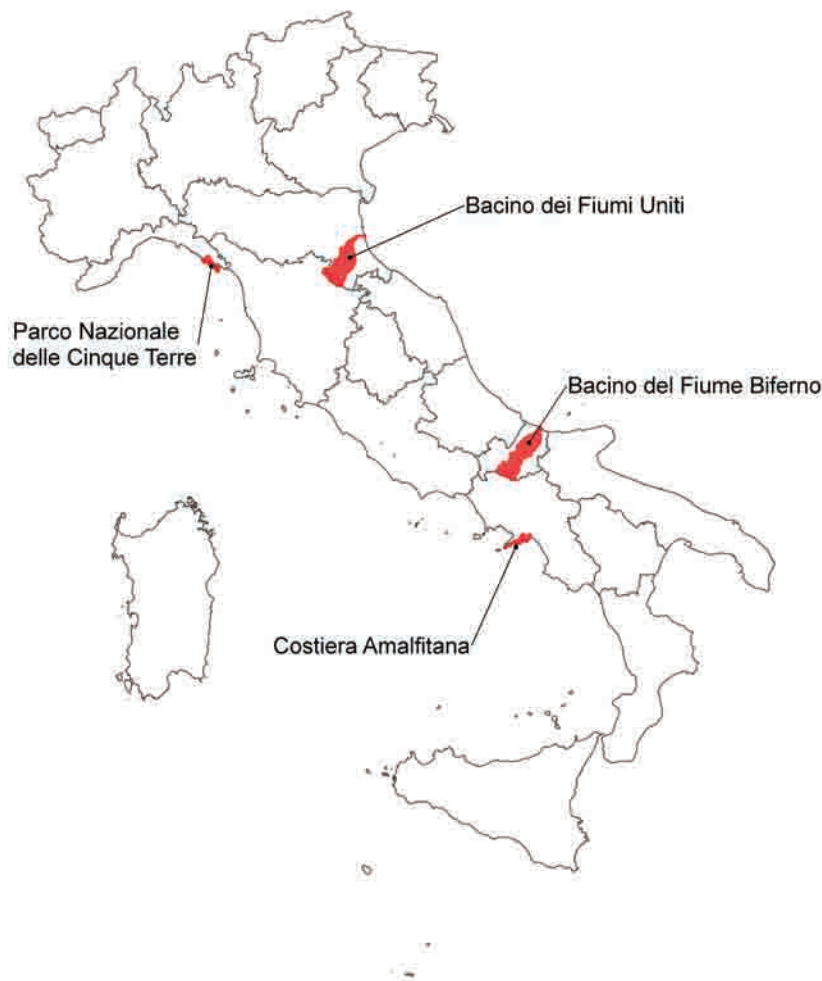 Bacino dei Fiumi Uniti
Parco Nazionale
delle Cinque Terre
Bacino del Fiume Biferno
Costiera Amalfitana